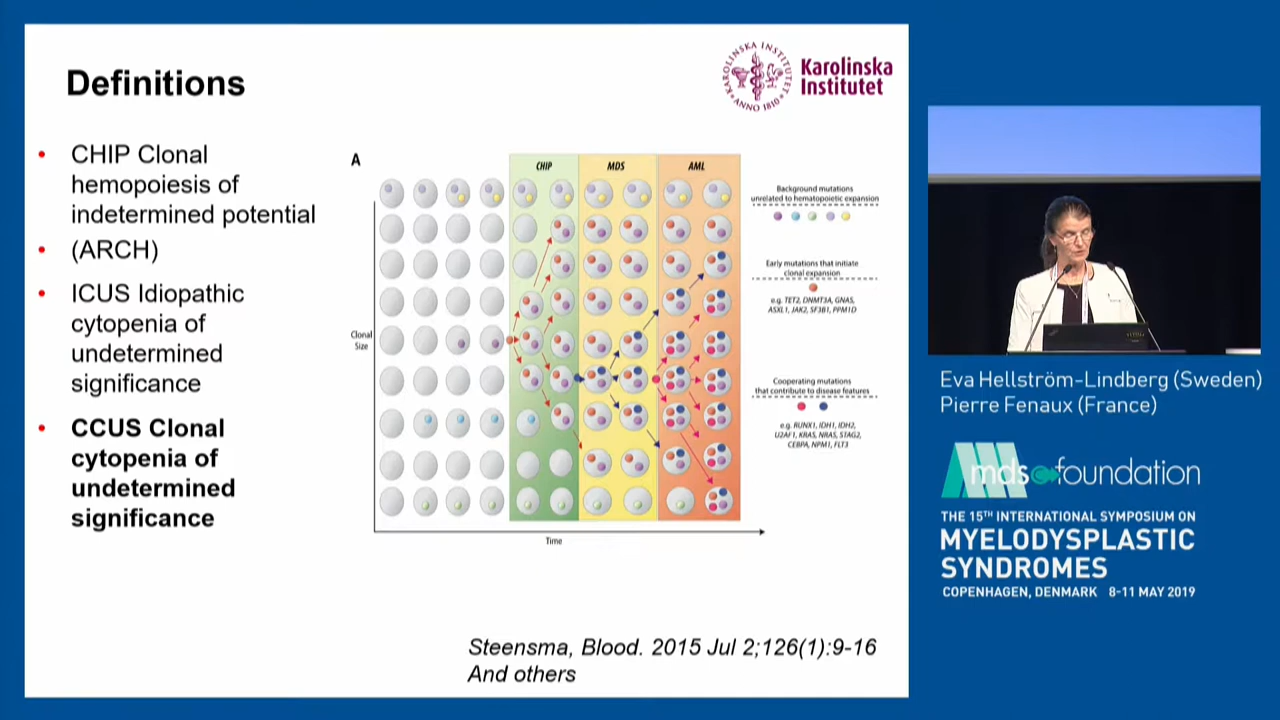 Definitions
KAROLINSKA INSTITUTET
ANNO 1810
Karolinska
Institutet
• CHIP Clonal
hemopoiesis of
indetermined potential
• (ARCH)
• ICUS Idiopathic
cytopenia of
undetermined
significance
• CCUS Clonal
cytopenia of
undetermined
significance
A
CHIP
MDS
AML
Clonal
Size
Time
Background mutations
unrelated to hematopoietic expansion
Early mutations that initiate
clonal expansion
e.g. TET2, DNMT3A, GNAS,
ASXL1, JAK2, SF3B1, PPM1D
Cooperating mutations
that contribute to disease features
e.g. RUNX1, IDH1, IDH2,
U2AF1, KRAS, NRAS, STAG2,
CEBPA, NPM1, FLT3
Steensma, Blood. 2015 Jul 2;126(1):9-16
And others
Eva Hellström-Lindberg (Sweden)
Pierre Fenaux (France)
mds foundation
THE 15TH INTERNATIONAL SYMPOSIUM ON
MYELODYSPLASTIC
SYNDROMES
COPENHAGEN, DENMARK 8-11 MAY 2019